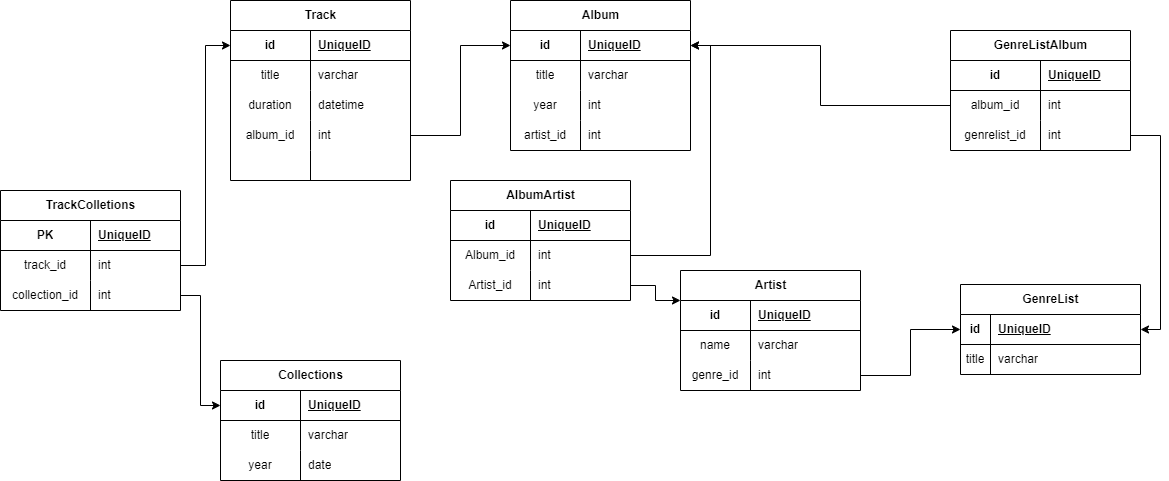 Track
id UniqueID
title varchar
duration datetime
album_id int
Album
id UniqueID
title varchar
year int
artist_id int
GenreListAlbum
id UniqueID
album_id int
genrelist_id int
TrackColletions
PK UniqueID
track_id int
collection_id int
AlbumArtist
id UniqueID
Album_id int
Artist_id int
Artist
id UniqueID
name varchar
genre_id int
GenreList
id UniqueID
title varchar
Collections
id UniqueID
title varchar
year date